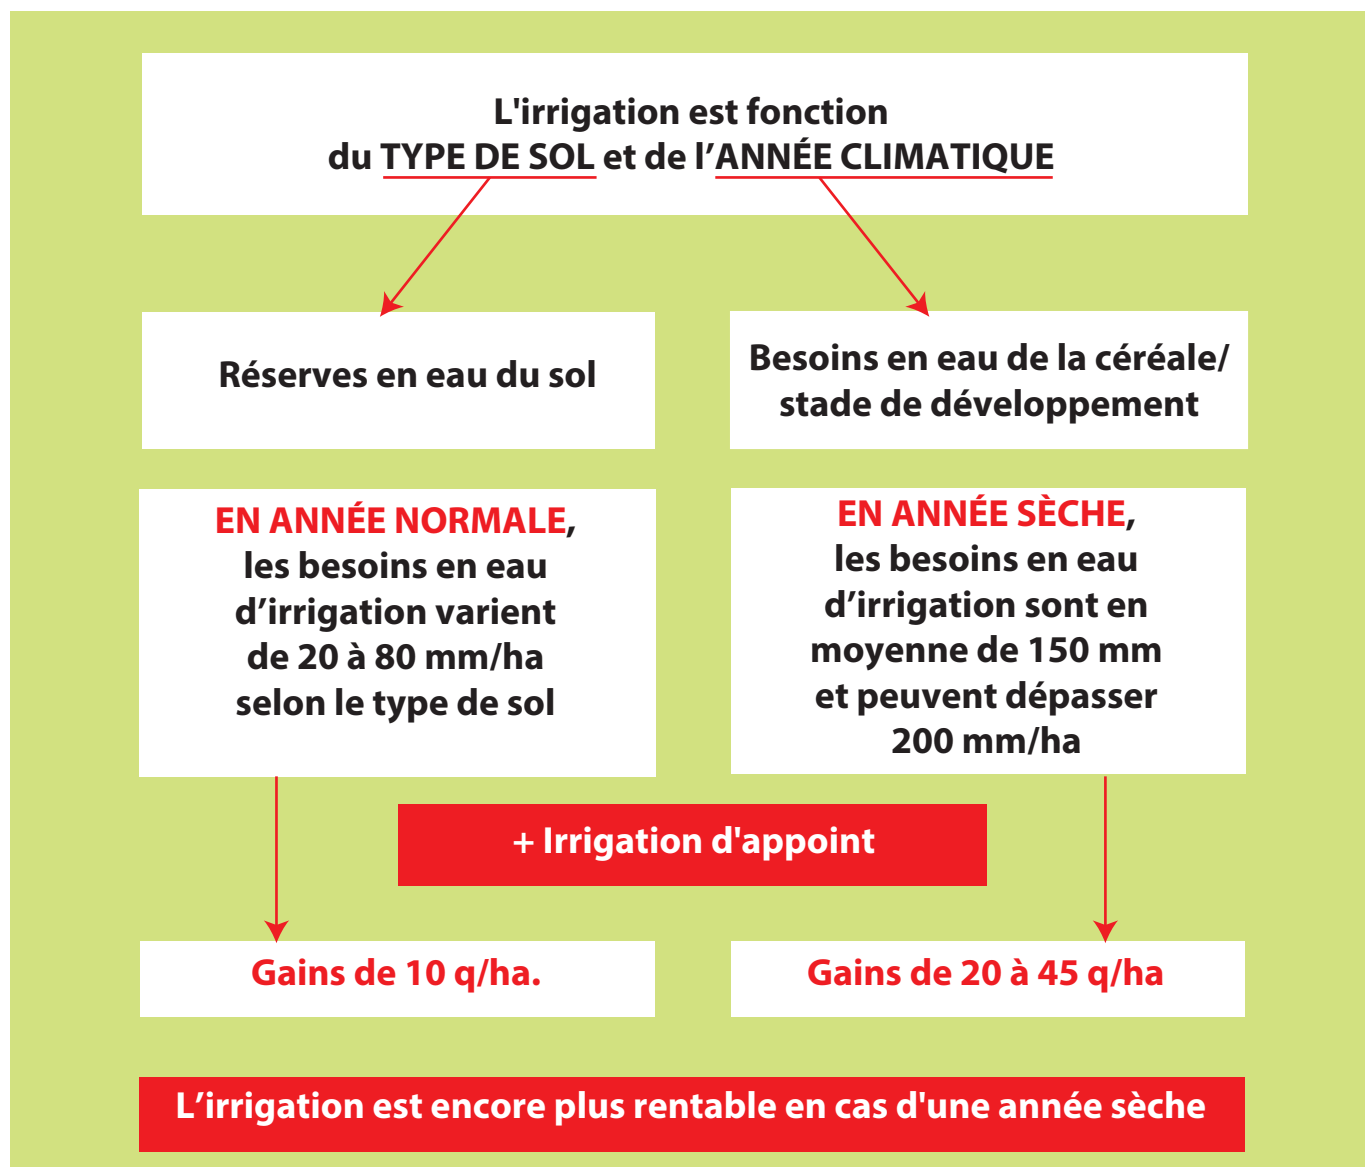 L'irrigation est fonction
du TYPE DE SOL et de l’ANNÉE CLIMATIQUE
Réserves en eau du sol
Besoins en eau de la céréale/
stade de développement
EN ANNÉE NORMALE,
les besoins en eau
d’irrigation varient
de 20 à 80 mm/ha
selon le type de sol
EN ANNÉE SÈCHE,
les besoins en eau
d’irrigation sont en
moyenne de 150 mm
et peuvent dépasser
200 mm/ha
+ Irrigation d'appoint
Gains de 10 q/ha.
Gains de 20 à 45 q/ha
L’irrigation est encore plus rentable en cas d'une année sèche